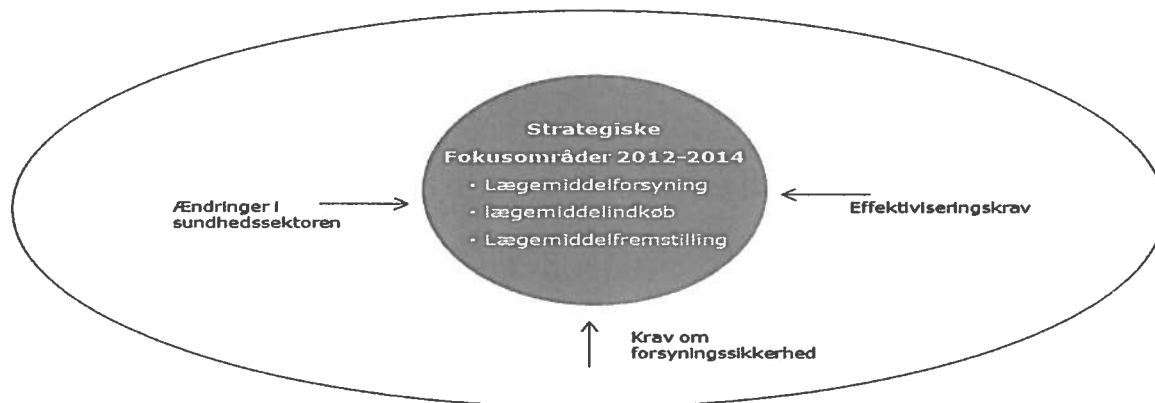 Strategiske
Fokusområder 2012-2014
· Lægemiddelforsyning
· lægemiddelindkøb
· Lægemiddelfremstilling
Ændringer i
sundhedssektoren
Effektiviseringskrav
Krav om
forsyningssikkerhed